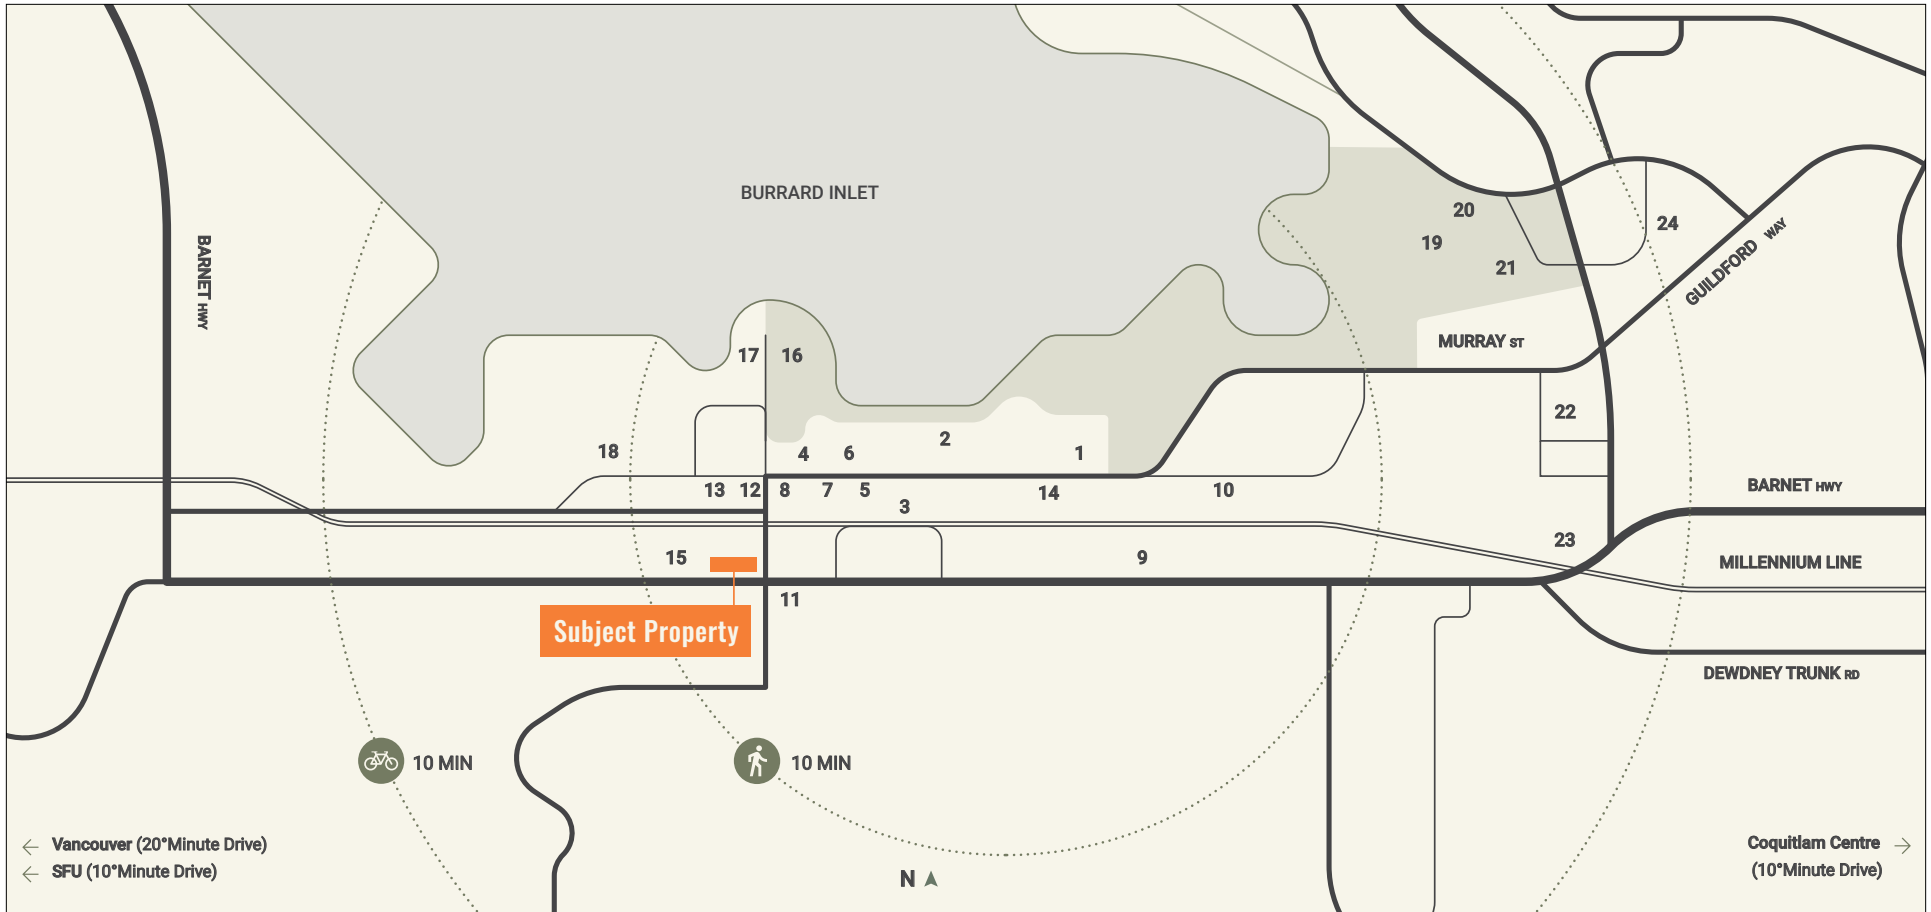 BURRARD INLET
BARNET HWY
20
24
19
21
GUILDFORD WAY
MURRAY ST
17
16
22
2
18
4
6
1
13
12
8
7
5
14
10
3
BARNET HWY
23
15
9
MILLENNIUM LINE
11
Subject Property
DEWDNEY TRUNK RD
10 MIN
10 MIN
Vancouver (20°Minute Drive)
SFU (10°Minute Drive)
Coquitlam Centre
(10°Minute Drive)
N